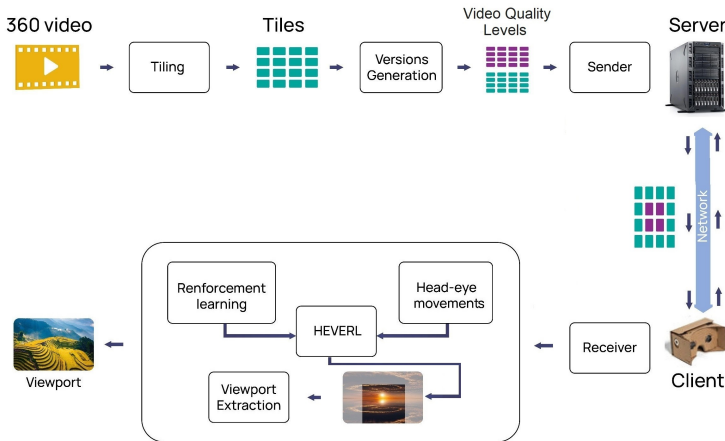 360 video
Tiling
Tiles
Versions
Generation
Video Quality
Levels
Sender
Server
Network
Renforcement
learning
Head-eye
movements
HEVERL
Viewport
Extraction
Viewport
Receiver
Client